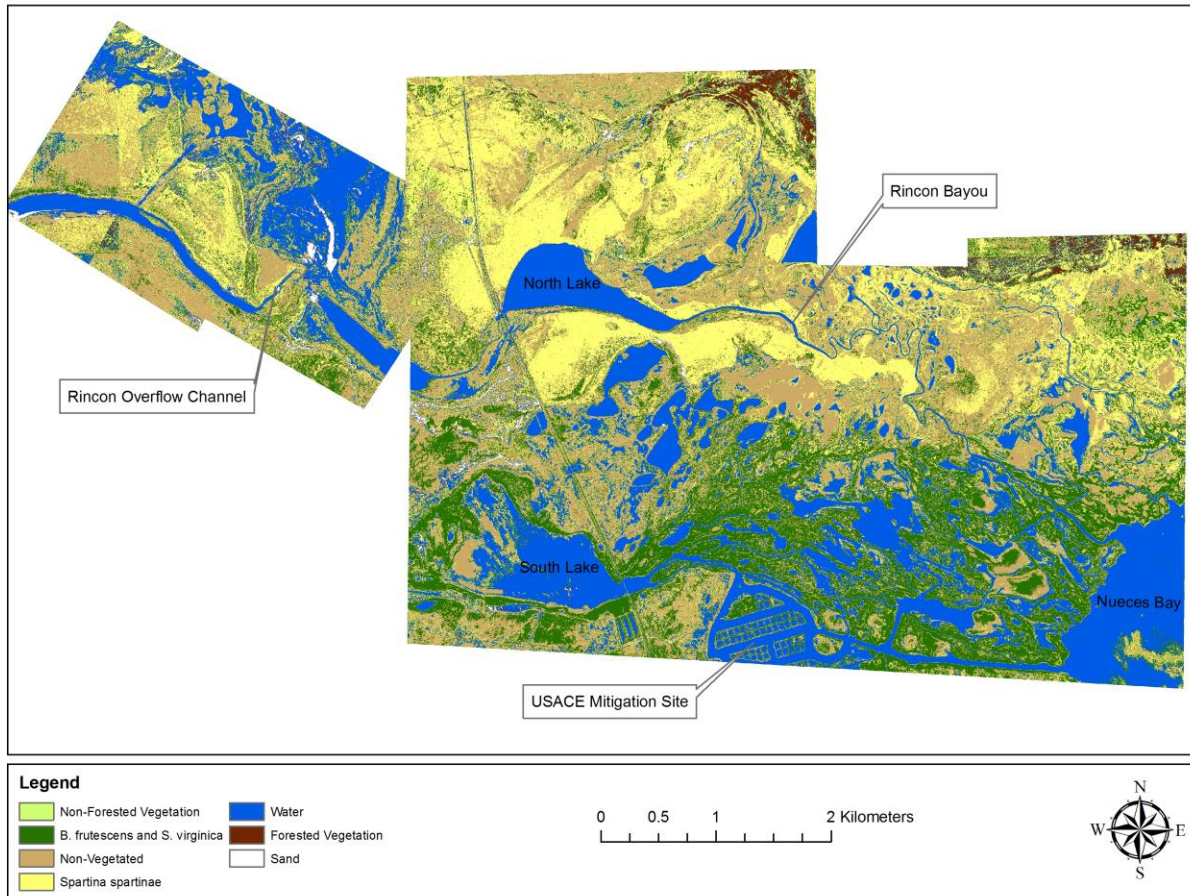 Rincon Bayou
North Lake
Rincon Overflow Channel
South Lake
Nueces Bay
USACE Mitigation Site
Legend
Non-Forested Vegetation
B. frutescens and S. virginica
Non-Vegetated
Spartina spartinae
Water
Forested Vegetation
Sand
0 0.5 1 2 Kilometers
N
W E
S